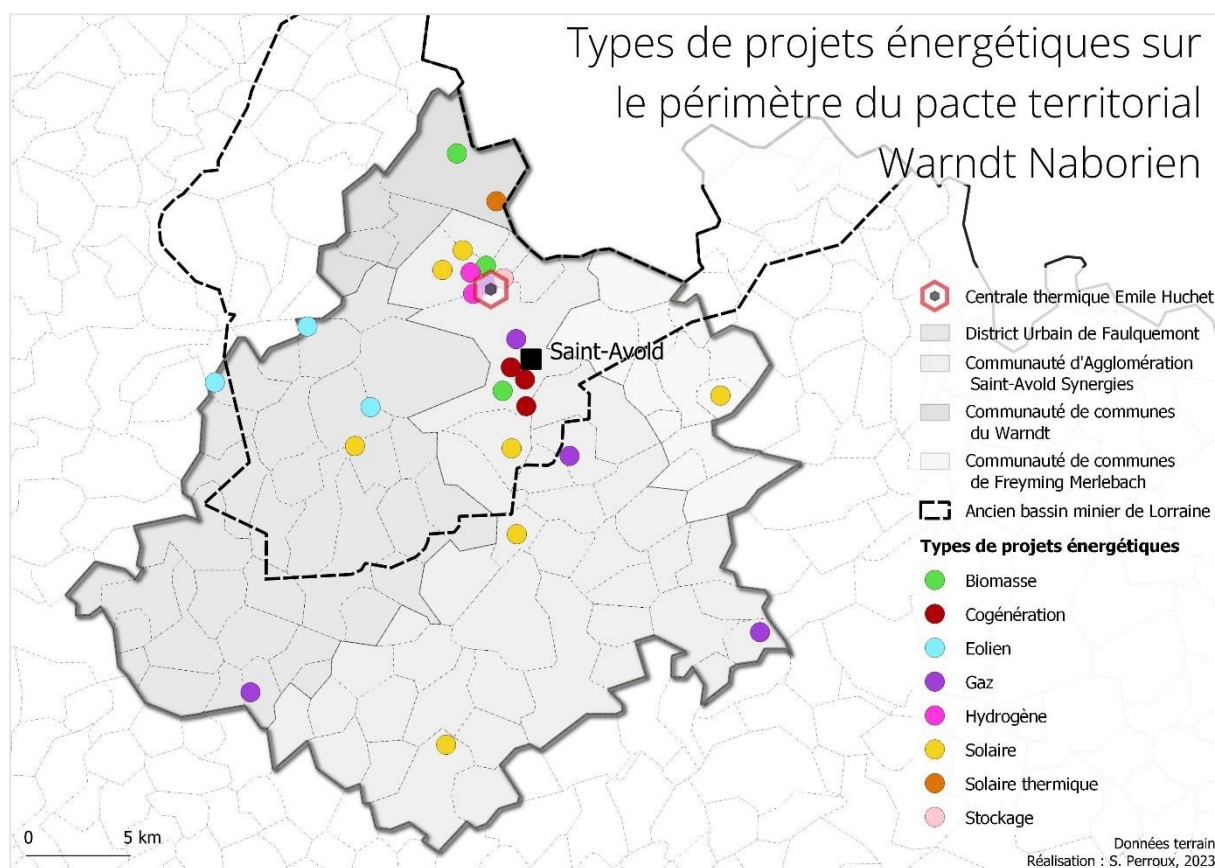 Types de projets énergétiques sur
le périmètre du pacte territorial
Warndt Naborien
Saint-Avold
Centrale thermique Emile Huchet
District Urbain de Faulquemont
Communauté d'Agglomération
Saint-Avold Synergies
Communauté de communes
du Warndt
Communauté de communes
de Freyming Merlebach
Ancien bassin minier de Lorraine
Types de projets énergétiques
Biomasse
Cogénération
Eolien
Gaz
Hydrogène
Solaire
Solaire thermique
Stockage
0 5 km
Données terrain
Réalisation : S. Perroux, 2023